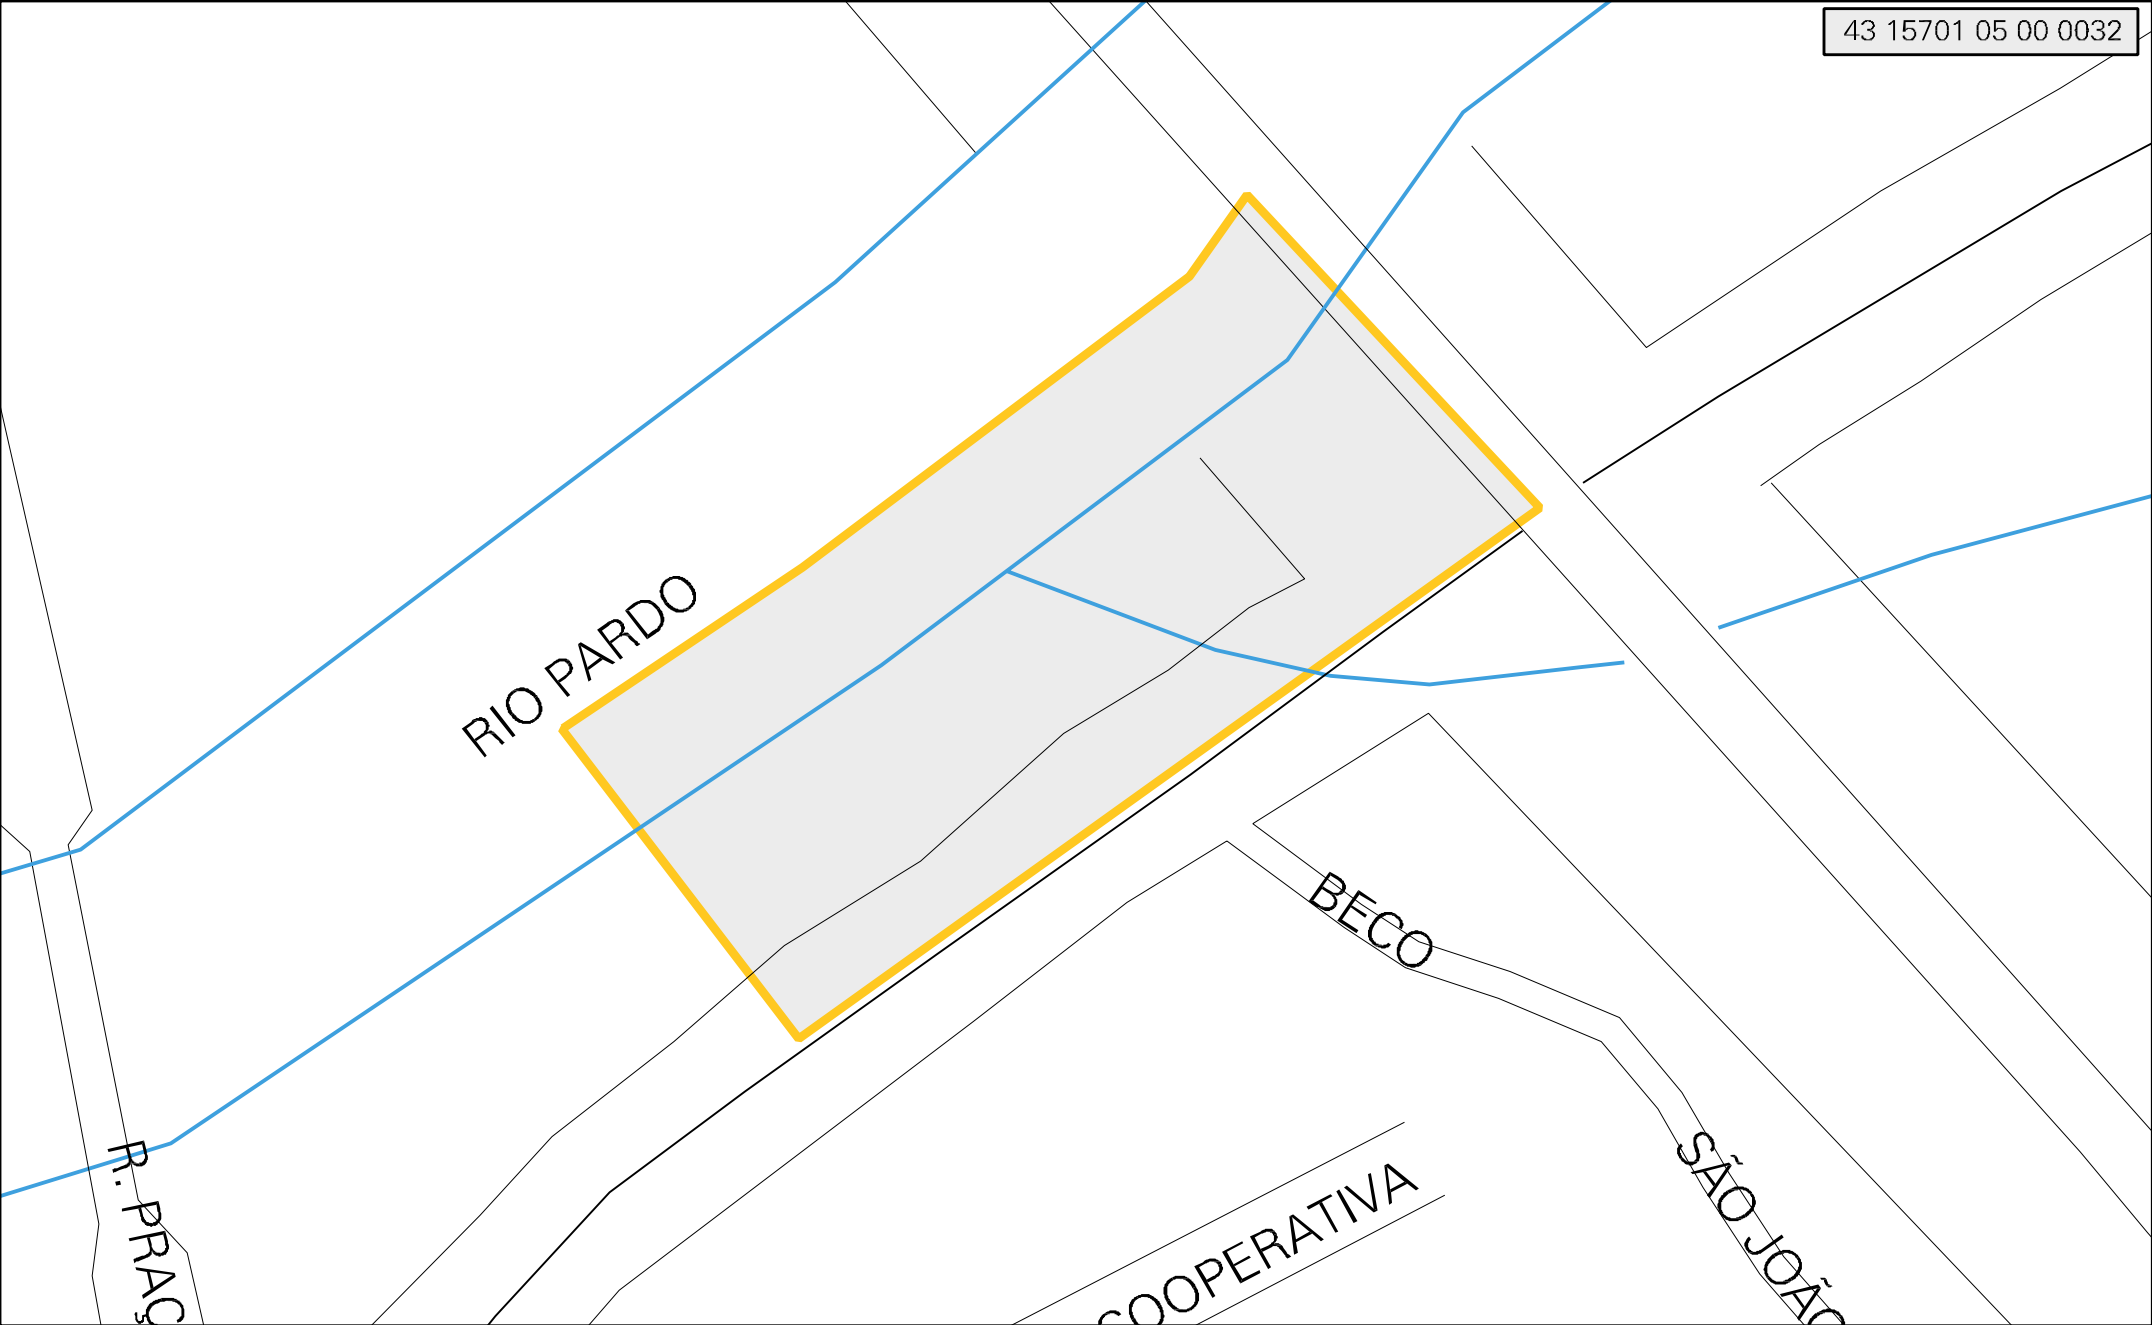 43 15701 05 00 0032
RIO PARDO
BECO
SÃO JOÃO
COOPERATIVA
R. PRAÇ